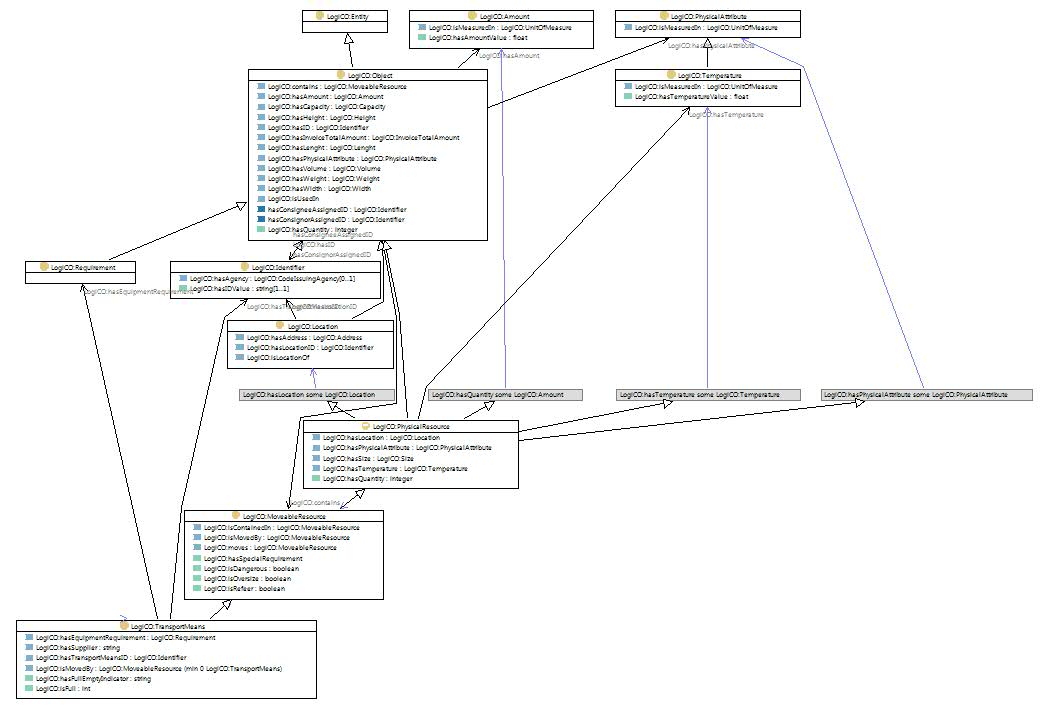 LogiCO:Entity
LogiCO:Amount
LogiCO:isMeasuredIn : LogiCO:UnitOfMeasure
LogiCO:hasAmountValue : float
LogiCO:PhysicalAttribute
LogiCO:isMeasuredIn : LogiCO:UnitOfMeasure
LogiCO:hasPhysicalAttribute
LogiCO:hasAmount
LogiCO:Object
LogiCO:contains : LogiCO:MoveableResource
LogiCO:hasAmount : LogiCO:Amount
LogiCO:hasCapacity : LogiCO:Capacity
LogiCO:hasHeight : LogiCO:Height
LogiCO:hasID : LogiCO:Identifier
LogiCO:hasInvoiceTotalAmount : LogiCO:InvoiceTotalAmount
LogiCO:hasLenght : LogiCO:Lenght
LogiCO:hasPhysicalAttribute : LogiCO:PhysicalAttribute
LogiCO:hasVolume : LogiCO:Volume
LogiCO:hasWeight : LogiCO:Weight
LogiCO:hasWidth : LogiCO:Width
LogiCO:isUsedIn
hasConsigneeAssignedID : LogiCO:Identifier
hasConsignorAssignedID : LogiCO:Identifier
LogiCO:hasQuantity : integer
LogiCO:Temperature
LogiCO:isMeasuredIn : LogiCO:UnitOfMeasure
LogiCO:hasTemperatureValue : float
LogiCO:hasTemperature
hasConsigneeAssignedID
LogiCO:hasID
hasConsignorAssignedID
LogiCO:Requirement
LogiCO:hasEquipmentRequirement
LogiCO:Identifier
LogiCO:hasAgency : LogiCO:CodeIssuingAgency[0..1]
LogiCO:hasIDValue : string[1..1]
LogiCO:Location
LogiCO:hasAddress : LogiCO:Address
LogiCO:hasLocationID : LogiCO:Identifier
LogiCO:isLocationOf
LogiCO:hasLocation some LogiCO:Location
LogiCO:hasQuantity some LogiCO:Amount
LogiCO:hasTemperature some LogiCO:Temperature
LogiCO:hasPhysicalAttribute some LogiCO:PhysicalAttribute
LogiCO:PhysicalResource
LogiCO:hasLocation : LogiCO:Location
LogiCO:hasPhysicalAttribute : LogiCO:PhysicalAttribute
LogiCO:hasSize : LogiCO:Size
LogiCO:hasTemperature : LogiCO:Temperature
LogiCO:hasQuantity : integer
LogiCO:contains
LogiCO:MoveableResource
LogiCO:isContainedIn : LogiCO:MoveableResource
LogiCO:isMovedBy : LogiCO:MoveableResource
LogiCO:moves : LogiCO:MoveableResource
LogiCO:hasSpecialRequirement
LogiCO:isDangerous : boolean
LogiCO:isOversize : boolean
LogiCO:isRefeer : boolean
LogiCO:TransportMeans
LogiCO:hasEquipmentRequirement : LogiCO:Requirement
LogiCO:hasSupplier : string
LogiCO:hasTransportMeansID : LogiCO:Identifier
LogiCO:isMovedBy : LogiCO:MoveableResource (min 0 LogiCO:TransportMeans)
LogiCO:hasFullEmptyIndicator : string
LogiCO:isFull : int